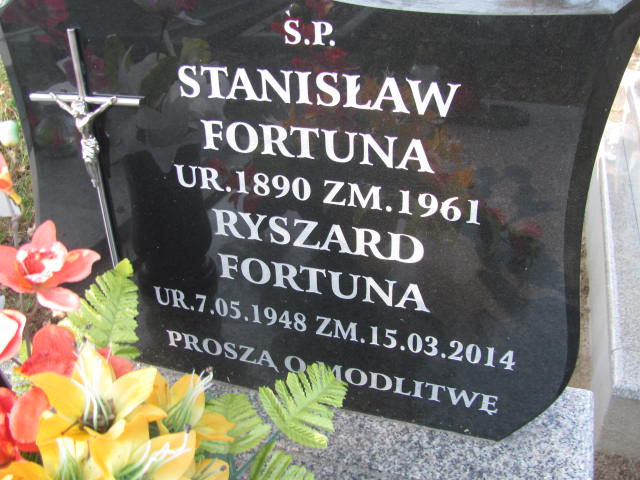 Ś.P.
STANISŁAW
FORTUNA
UR.1890 ZM.1961
RYSZARD
FORTUNA
UR.7.05.1948 ZM.15.03.2014
PROSZĄ O MODLITWĘ